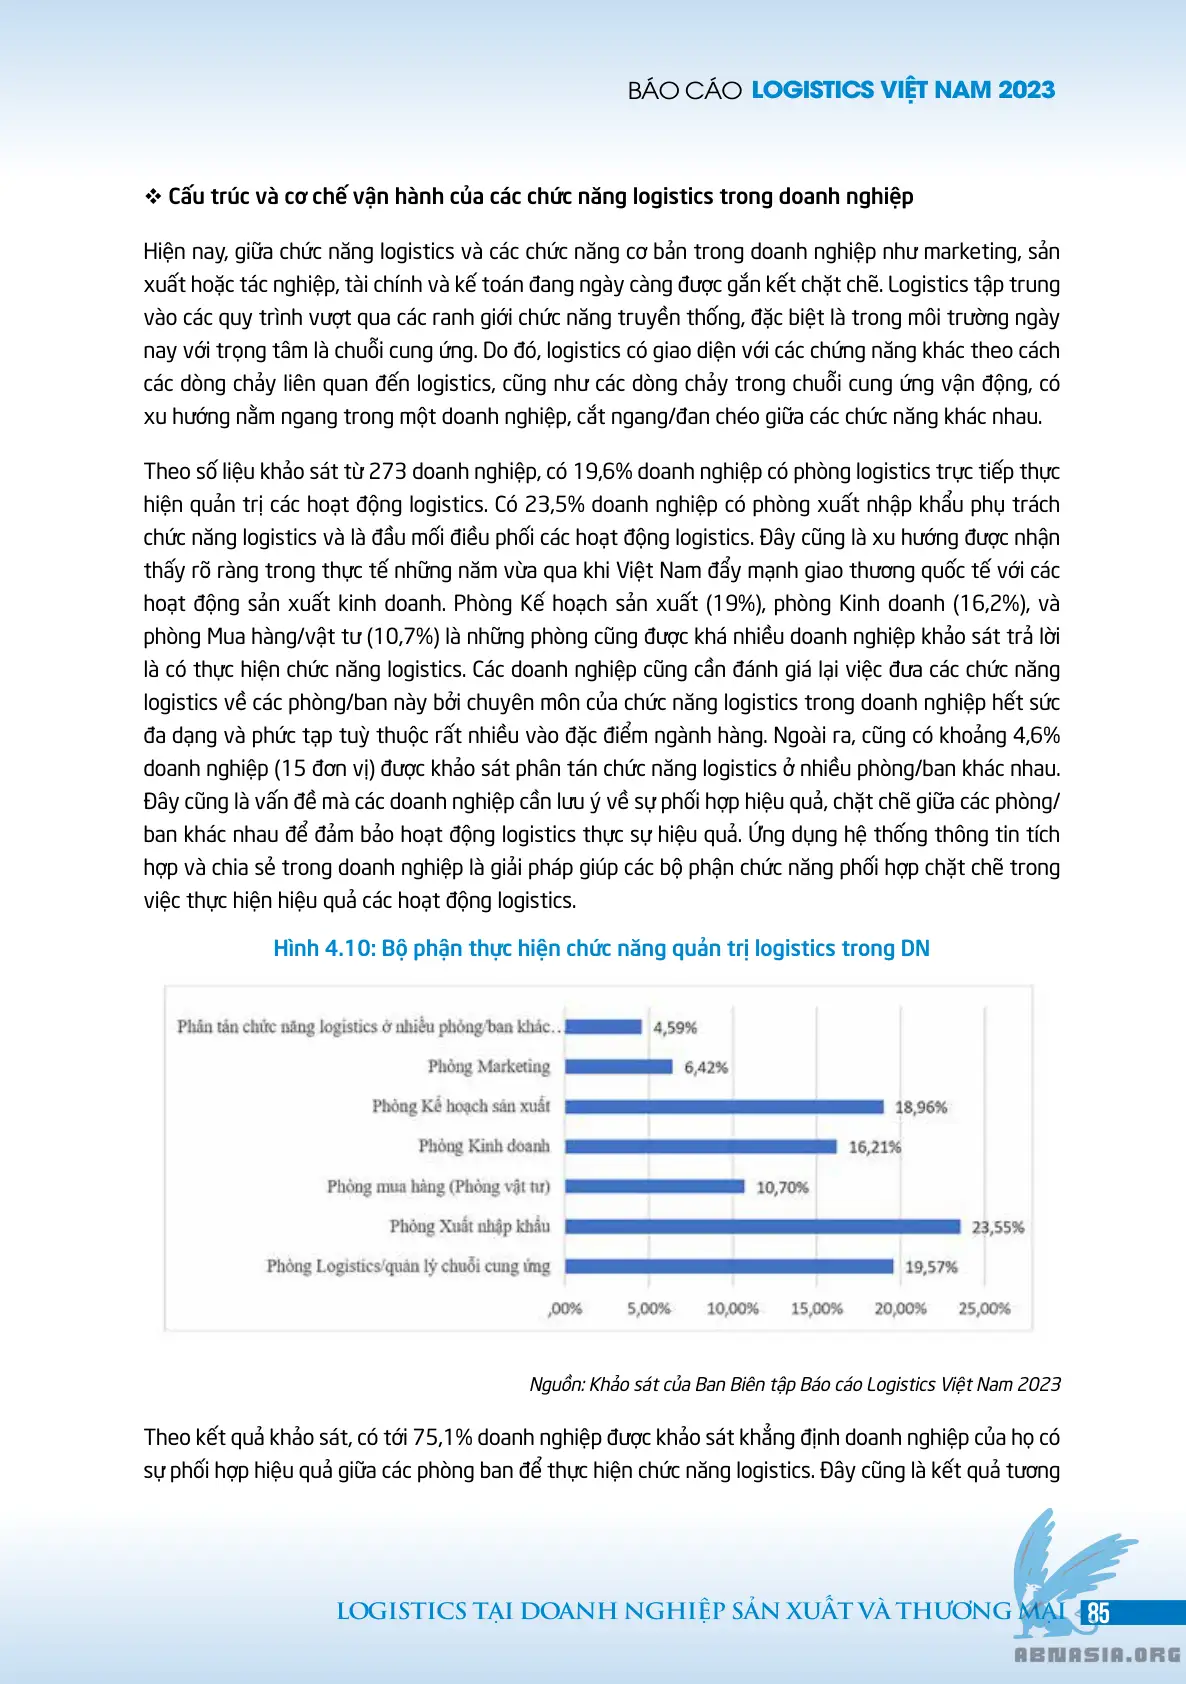 BÁO CÁO LOGISTICS VIỆT NAM 2023
❖ Cấu trúc và cơ chế vận hành của các chức năng logistics trong doanh nghiệp
Hiện nay, giữa chức năng logistics và các chức năng cơ bản trong doanh nghiệp như marketing, sản
xuất hoặc tác nghiệp, tài chính và kế toán đang ngày càng được gắn kết chặt chẽ. Logistics tập trung
vào các quy trình vượt qua các ranh giới chức năng truyền thống, đặc biệt là trong môi trường ngày
nay với trọng tâm là chuỗi cung ứng. Do đó, logistics có giao diện với các chứng năng khác theo cách
các dòng chảy liên quan đến logistics, cũng như các dòng chảy trong chuỗi cung ứng vận động, có
xu hướng nằm ngang trong một doanh nghiệp, cắt ngang/đan chéo giữa các chức năng khác nhau.
Theo số liệu khảo sát từ 273 doanh nghiệp, có 19,6% doanh nghiệp có phòng logistics trực tiếp thực
hiện quản trị các hoạt động logistics. Có 23,5% doanh nghiệp có phòng xuất nhập khẩu phụ trách
chức năng logistics và là đầu mối điều phối các hoạt động logistics. Đây cũng là xu hướng được nhận
thấy rõ ràng trong thực tế những năm vừa qua khi Việt Nam đẩy mạnh giao thương quốc tế với các
hoạt động sản xuất kinh doanh. Phòng Kế hoạch sản xuất (19%), phòng Kinh doanh (16,2%), và
phòng Mua hàng/vật tư (10,7%) là những phòng cũng được khá nhiều doanh nghiệp khảo sát trả lời
là có thực hiện chức năng logistics. Các doanh nghiệp cũng cần đánh giá lại việc đưa các chức năng
logistics về các phòng/ban này bởi chuyên môn của chức năng logistics trong doanh nghiệp hết sức
đa dạng và phức tạp tuỳ thuộc rất nhiều vào đặc điểm ngành hàng. Ngoài ra, cũng có khoảng 4,6%
doanh nghiệp (15 đơn vị) được khảo sát phân tán chức năng logistics ở nhiều phòng/ban khác nhau.
Đây cũng là vấn đề mà các doanh nghiệp cần lưu ý về sự phối hợp hiệu quả, chặt chẽ giữa các phòng/
ban khác nhau để đảm bảo hoạt động logistics thực sự hiệu quả. Ứng dụng hệ thống thông tin tích
hợp và chia sẻ trong doanh nghiệp là giải pháp giúp các bộ phận chức năng phối hợp chặt chẽ trong
việc thực hiện hiệu quả các hoạt động logistics.
Hình 4.10: Bộ phận thực hiện chức năng quản trị logistics trong DN
Phân tán chức năng logistics ở nhiều phòng/ban khác… 4,59%
Phòng Marketing 6,42%
Phòng Kế hoạch sản xuất 18,96%
Phòng Kinh doanh 16,21%
Phòng mua hàng (Phòng vật tư) 10,70%
Phòng Xuất nhập khẩu 23,55%
Phòng Logistics/quản lý chuỗi cung ứng 19,57%
,00% 5,00% 10,00% 15,00% 20,00% 25,00%
Nguồn: Khảo sát của Ban Biên tập Báo cáo Logistics Việt Nam 2023
Theo kết quả khảo sát, có tới 75,1% doanh nghiệp được khảo sát khẳng định doanh nghiệp của họ có
sự phối hợp hiệu quả giữa các phòng ban để thực hiện chức năng logistics. Đây cũng là kết quả tương
LOGISTICS TẠI DOANH NGHIỆP SẢN XUẤT VÀ THƯƠNG MẠI 85
ABNASIA.ORG